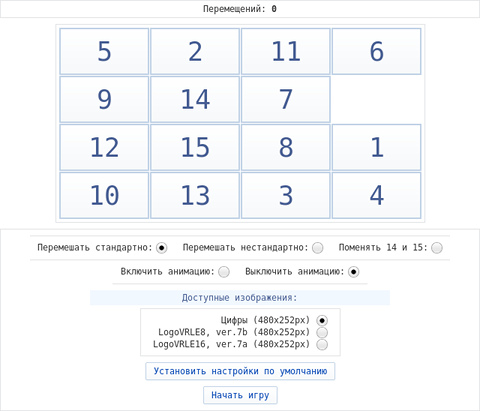 Перемещений: 0
5 2 11 6
9 14 7
12 15 8 1
10 13 3 4
Перемешать стандартно: Перемешать нестандартно: Поменять 14 и 15:
Включить анимацию: Выключить анимацию:
Доступные изображения:
Цифры (480x252px)
LogoVRLE8, ver.7b (480x252px)
LogoVRLE16, ver.7a (480x252px)
Установить настройки по умолчанию
Начать игру